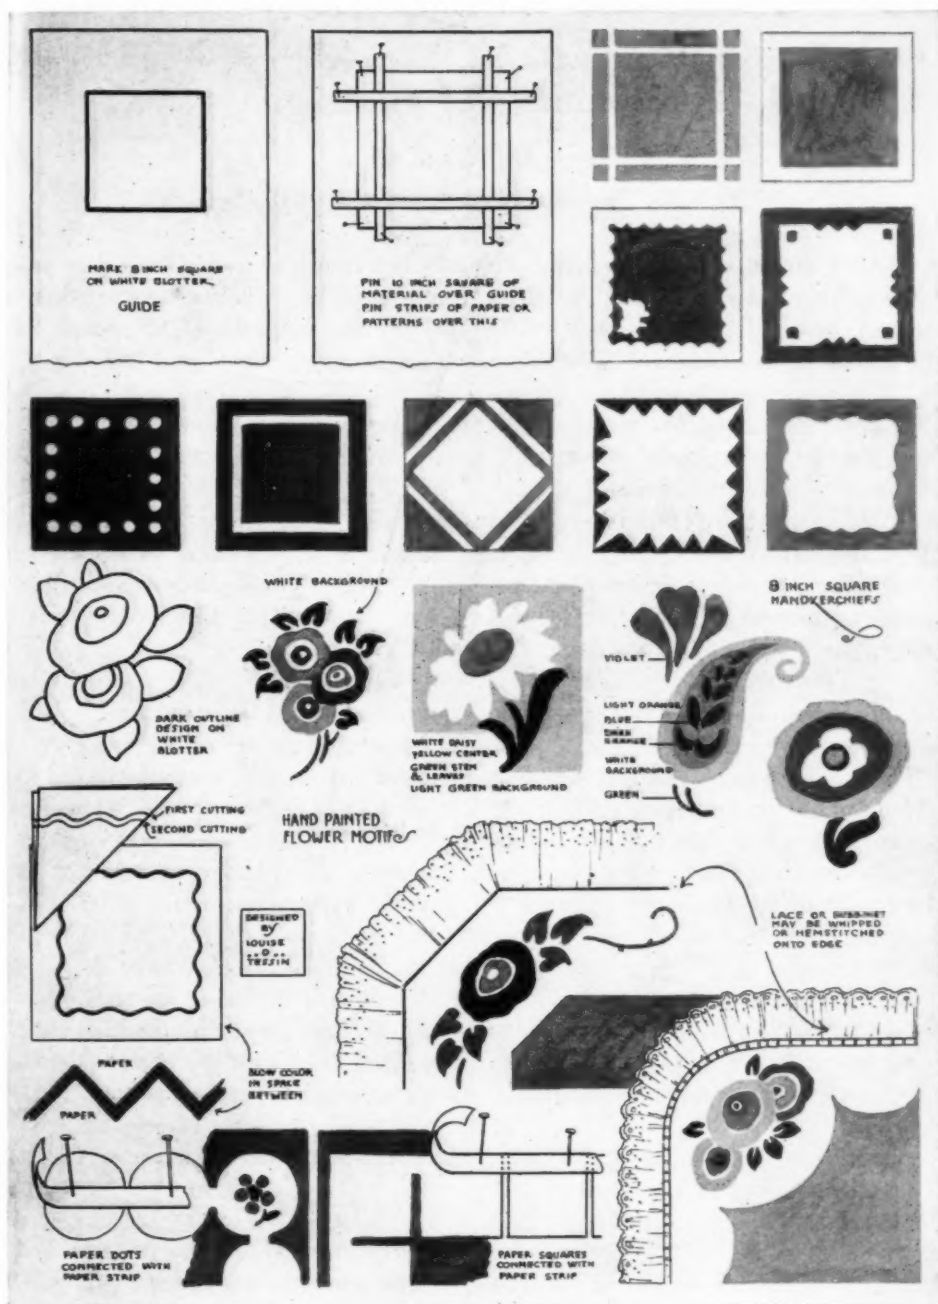 MARK 8 INCH SQUARE
ON WHITE BLOTTER
GUIDE
PIN 10 INCH SQUARE OF
MATERIAL OVER GUIDE
PIN STRIPS OF PAPER OR
PATTERNS OVER THIS
8 INCH SQUARE
HANDKERCHIEFS
DARK OUTLINE
DESIGN ON
WHITE
BLOTTER
WHITE BACKGROUND
WHITE DAISY
YELLOW CENTER
GREEN STEM
& LEAVES
LIGHT GREEN BACKGROUND
VIOLET
LIGHT ORANGE
BLUE
DARK
ORANGE
WHITE
BACKGROUND
GREEN
FIRST CUTTING
SECOND CUTTING
HAND PAINTED
FLOWER MOTIFS
DESIGNED
BY
LOUISE
..D..
TESSIN
LACE OR BOBBINET
MAY BE WHIPPED
OR HEMSTITCHED
ONTO EDGE
PAPER
PAPER
BLOW COLOR
IN SPACE
BETWEEN
PAPER DOTS
CONNECTED WITH
PAPER STRIP
PAPER SQUARES
CONNECTED WITH
PAPER STRIP